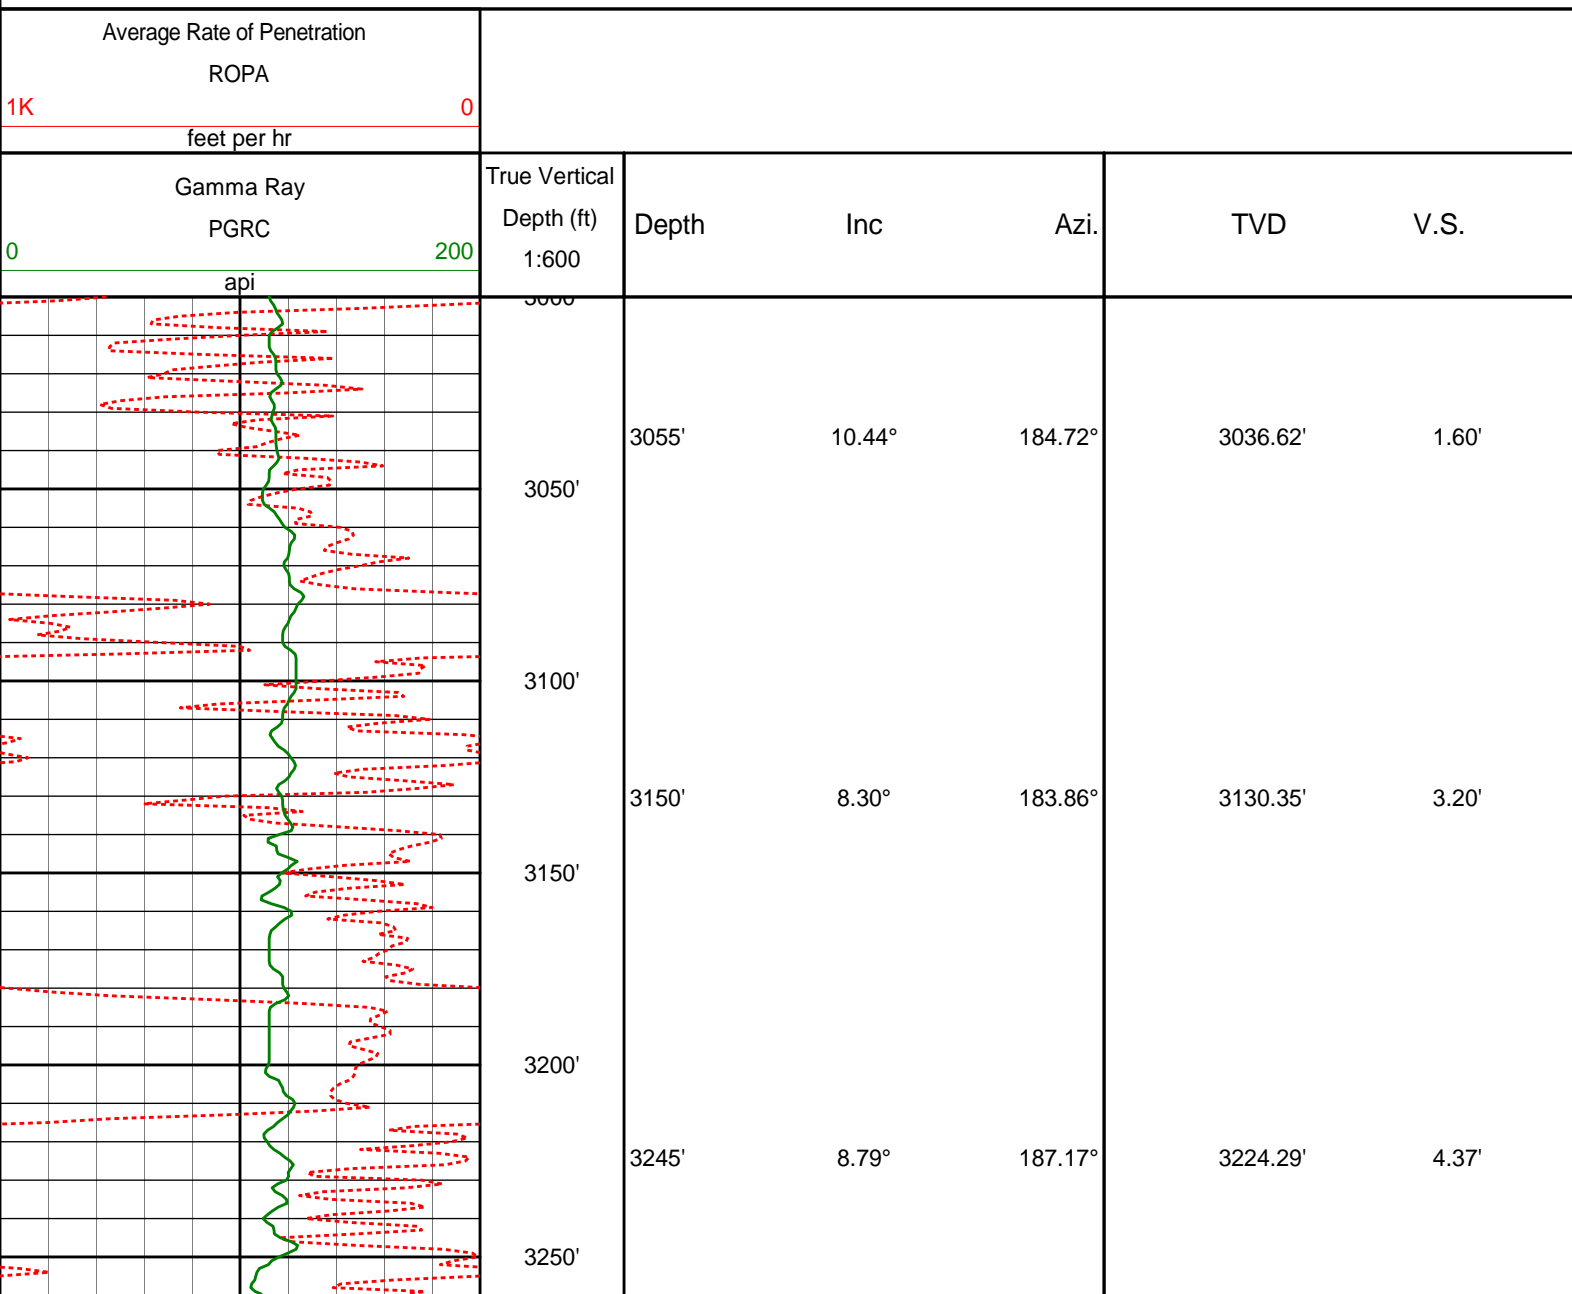 Average Rate of Penetration
ROPA
1K 0
feet per hr
Gamma Ray
PGRC
0 200
api
True Vertical
Depth (ft)
1:600
Depth Inc Azi. TVD V.S.
3000'
3055' 10.44° 184.72° 3036.62' 1.60'
3050'
3100'
3150' 8.30° 183.86° 3130.35' 3.20'
3150'
3200'
3245' 8.79° 187.17° 3224.29' 4.37'
3250'